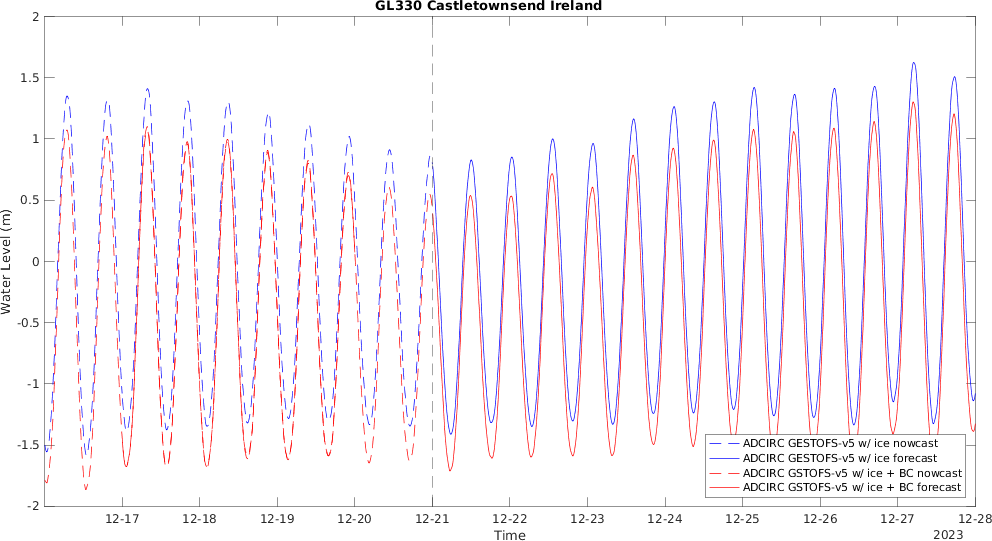 GL330 Castletownsend Ireland
2
1.5
1
0.5
0
-0.5
-1
-1.5
-2
Water Level (m)
ADCIRC GESTOFS-v5 w/ ice nowcast
ADCIRC GESTOFS-v5 w/ ice forecast
ADCIRC GSTOFS-v5 w/ ice + BC nowcast
ADCIRC GSTOFS-v5 w/ ice + BC forecast
12-17 12-18 12-19 12-20 12-21 12-22 12-23 12-24 12-25 12-26 12-27 12-28
Time
2023